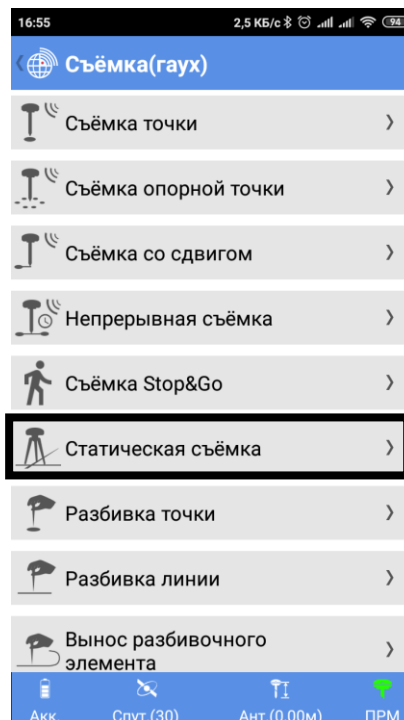 16:55 2,5 КБ/с 94
Съёмка(гаух)
Съёмка точки
Съёмка опорной точки
Съёмка со сдвигом
Непрерывная съёмка
Съёмка Stop&Go
Статическая съёмка
Разбивка точки
Разбивка линии
Вынос разбивочного
элемента
Акк. Спут (30) Ант (0.00м) ПРМ